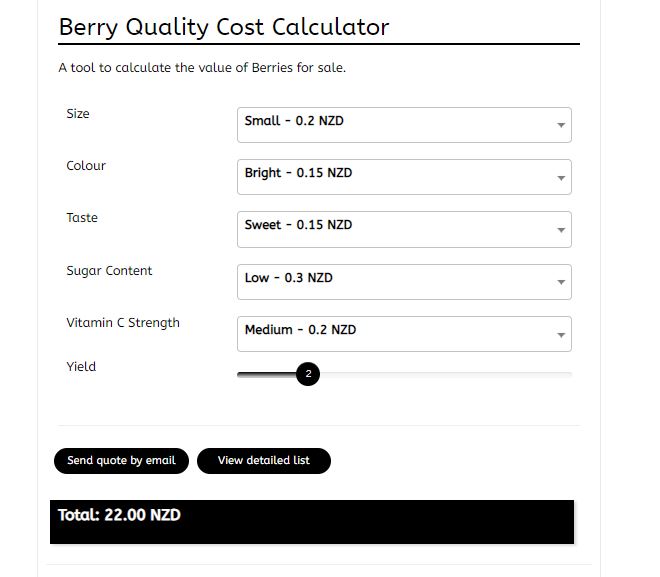 Berry Quality Cost Calculator
A tool to calculate the value of Berries for sale.
Size
Small - 0.2 NZD
Colour
Bright - 0.15 NZD
Taste
Sweet - 0.15 NZD
Sugar Content
Low - 0.3 NZD
Vitamin C Strength
Medium - 0.2 NZD
Yield
2
Send quote by email
View detailed list
Total: 22.00 NZD